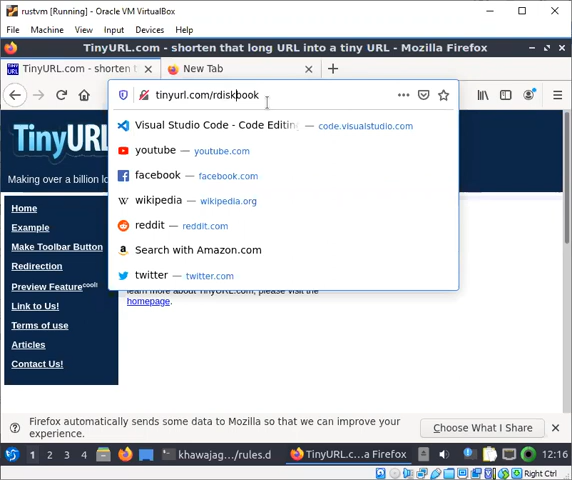 rustvm [Running] - Oracle VM VirtualBox
File Machine View Input Devices Help
TinyURL.com - shorten that long URL into a tiny URL - Mozilla Firefox
TinyURL.com - shorten t
New Tab
tinyurl.com/rdiskbook
TinyURL
Making over a billion lo
Visual Studio Code - Code Editing — code.visualstudio.com
youtube — youtube.com
facebook — facebook.com
wikipedia — wikipedia.org
reddit — reddit.com
Search with Amazon.com
twitter — twitter.com
Home
Example
Make Toolbar Button
Redirection
Preview Feature cool!
Link to Us!
Terms of use
Articles
Contact Us!
learn more about TinyURL.com, please visit the
homepage.
Firefox automatically sends some data to Mozilla so that we can improve your
experience.
Choose What I Share
1 2 3 4 khawajag.../rules.d TinyURL.c...a Firefox 12:16
Right Ctrl